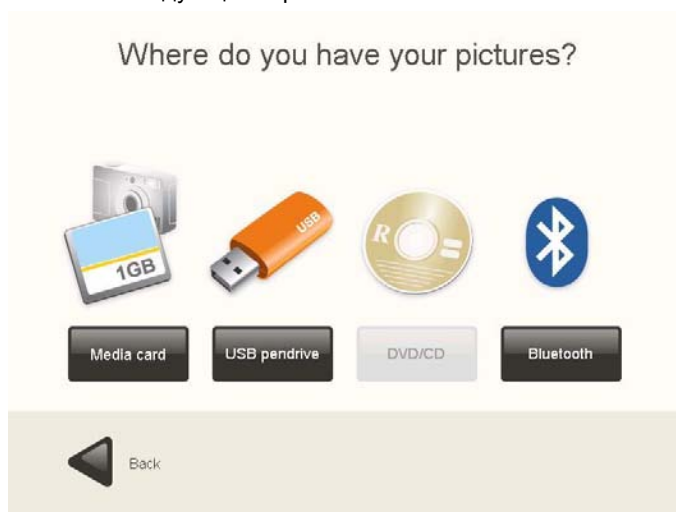 Where do you have your pictures?
1GB
USB
R
Media card
USB pendrive
DVD/CD
Bluetooth
Back